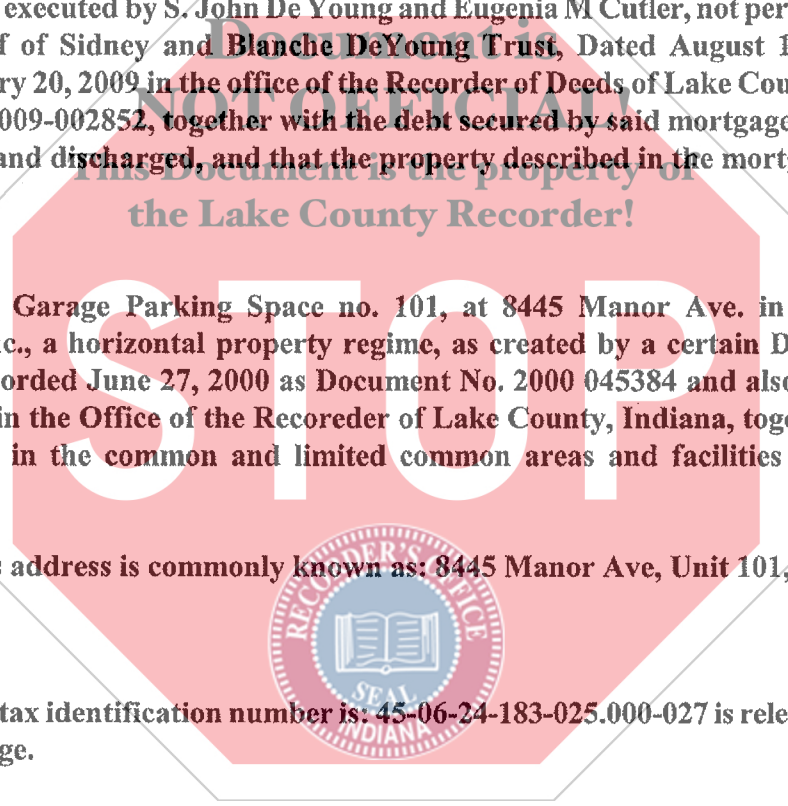 executed by S. John De Young and Eugenia M Cutler, not per
Document is
f of Sidney and Blanche DeYoung Trust, Dated August 1
ry 20, 2009 in the office of the Recorder of Deeds of Lake Cou
NOT OFFICIAL!
009-002852, together with the debt secured by said mortgage
and discharged, and that the property described in the mort
This Document is the property of
the Lake County Recorder!
STOP
Garage Parking Space no. 101, at 8445 Manor Ave. in
c., a horizontal property regime, as created by a certain D
orded June 27, 2000 as Document No. 2000 045384 and also
in the Office of the Recoreder of Lake County, Indiana, toge
in the common and limited common areas and facilities
address is commonly known as: 8445 Manor Ave, Unit 101,
RECORDER'S OFFICE
SEAL
INDIANA
tax identification number is: 45-06-24-183-025.000-027 is rele
ge.